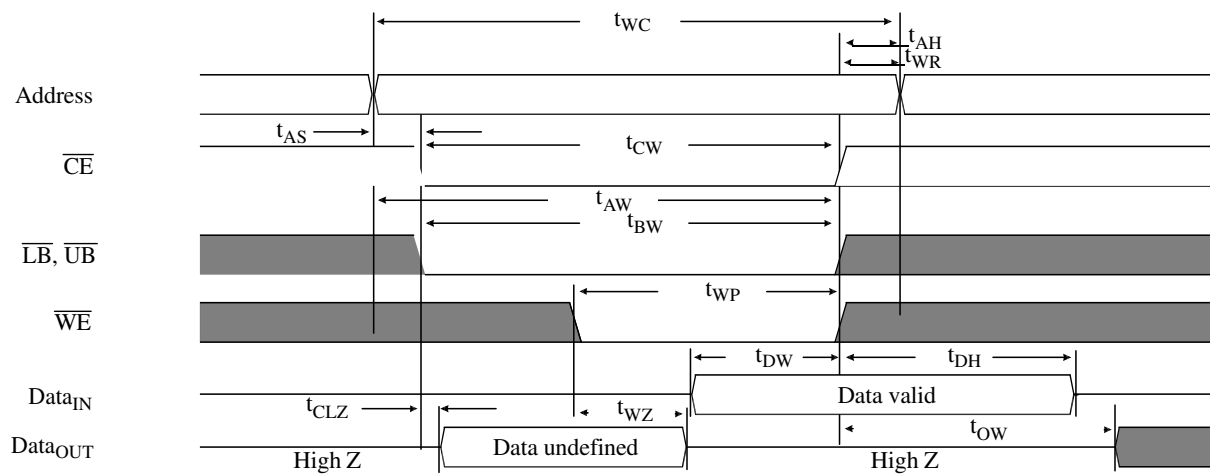 tWC
tAH
tWR
Address
tAS
tCW
CE
tAW
tBW
LB, UB
tWP
WE
tDW
tDH
DataIN
Data valid
tCLZ
tWZ
tOW
DataOUT
Data undefined
High Z
High Z